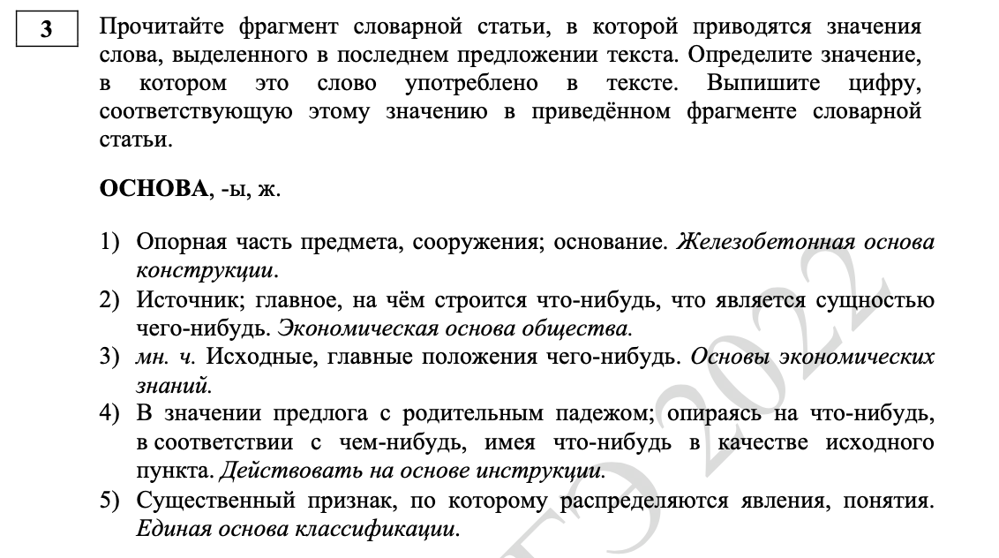 3
Прочитайте фрагмент словарной статьи, в которой приводятся значения
слова, выделенного в последнем предложении текста. Определите значение,
в котором это слово употреблено в тексте. Выпишите цифру,
соответствующую этому значению в приведённом фрагменте словарной
статьи.
ОСНОВА, -ы, ж.
1) Опорная часть предмета, сооружения; основание. Железобетонная основа
конструкции.
2) Источник; главное, на чём строится что-нибудь, что является сущностью
чего-нибудь. Экономическая основа общества.
3) мн. ч. Исходные, главные положения чего-нибудь. Основы экономических
знаний.
4) В значении предлога с родительным падежом; опираясь на что-нибудь,
в соответствии с чем-нибудь, имея что-нибудь в качестве исходного
пункта. Действовать на основе инструкции.
5) Существенный признак, по которому распределяются явления, понятия.
Единая основа классификации.
ГЭ 2022